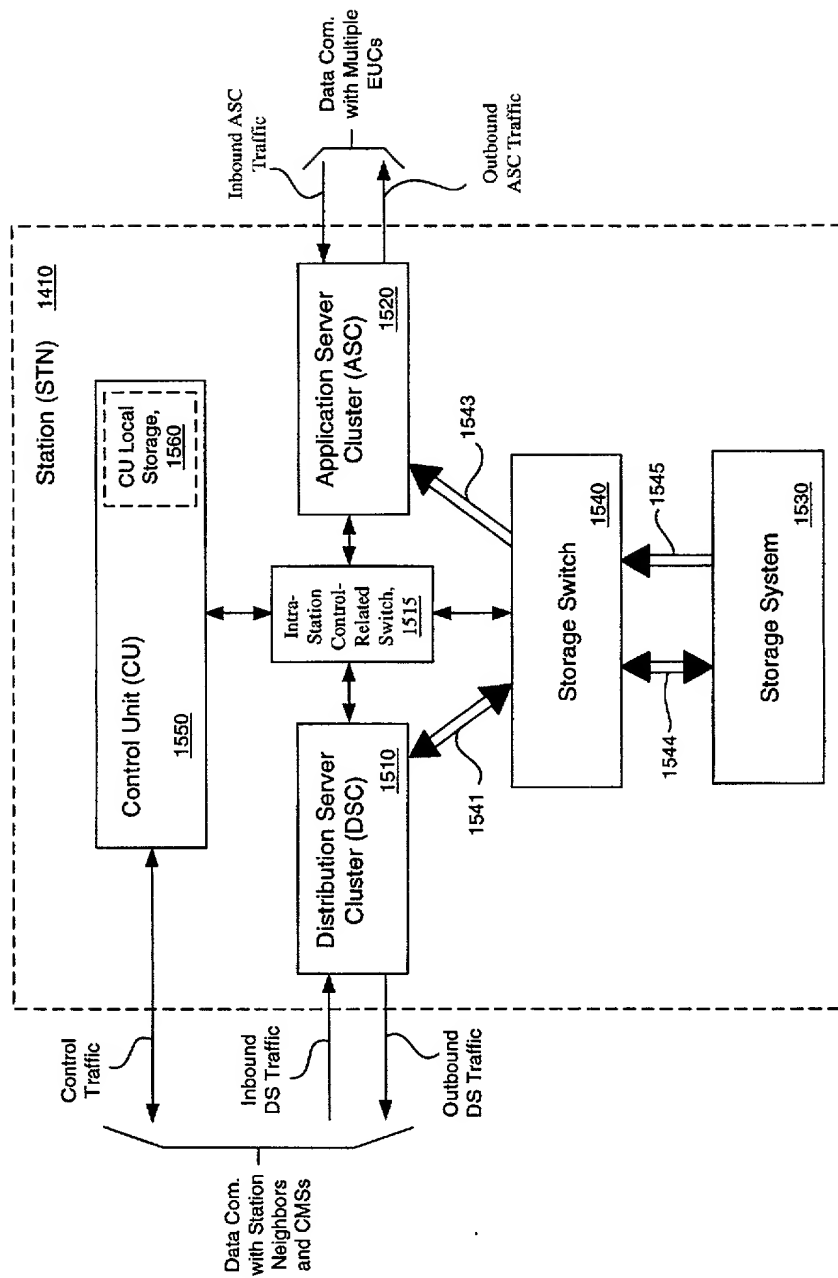 Station (STN) 1410
Control Unit (CU)
1550
CU Local
Storage,
1560
Control
Traffic
Inbound
DS Traffic
Outbound
DS Traffic
Data Com.
with Station
Neighbors
and CMSs
Distribution Server
Cluster (DSC)
1510
Intra-
Station
Control-
Related
Switch,
1515
Application Server
Cluster (ASC)
1520
Inbound ASC
Traffic
Outbound
ASC Traffic
Data Com.
with Multiple
EUCs
1541
1543
Storage Switch
1540
1544
1545
Storage System
1530